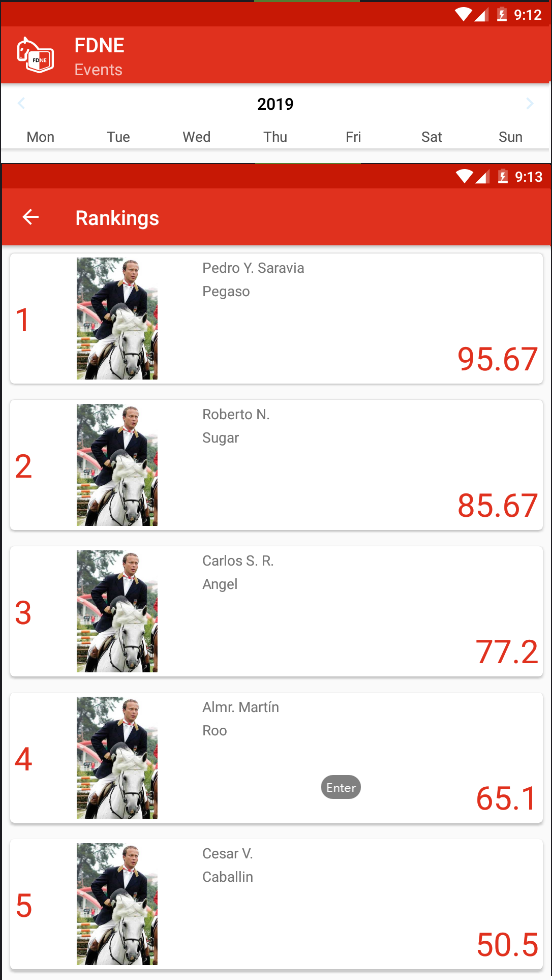 9:12
FDNE
FDNE
Events
2019
Mon Tue Wed Thu Fri Sat Sun
9:13
Rankings
1
Pedro Y. Saravia
Pegaso
95.67
2
Roberto N.
Sugar
85.67
3
Carlos S. R.
Angel
77.2
4
Almr. Martín
Roo
Enter
65.1
5
Cesar V.
Caballin
50.5